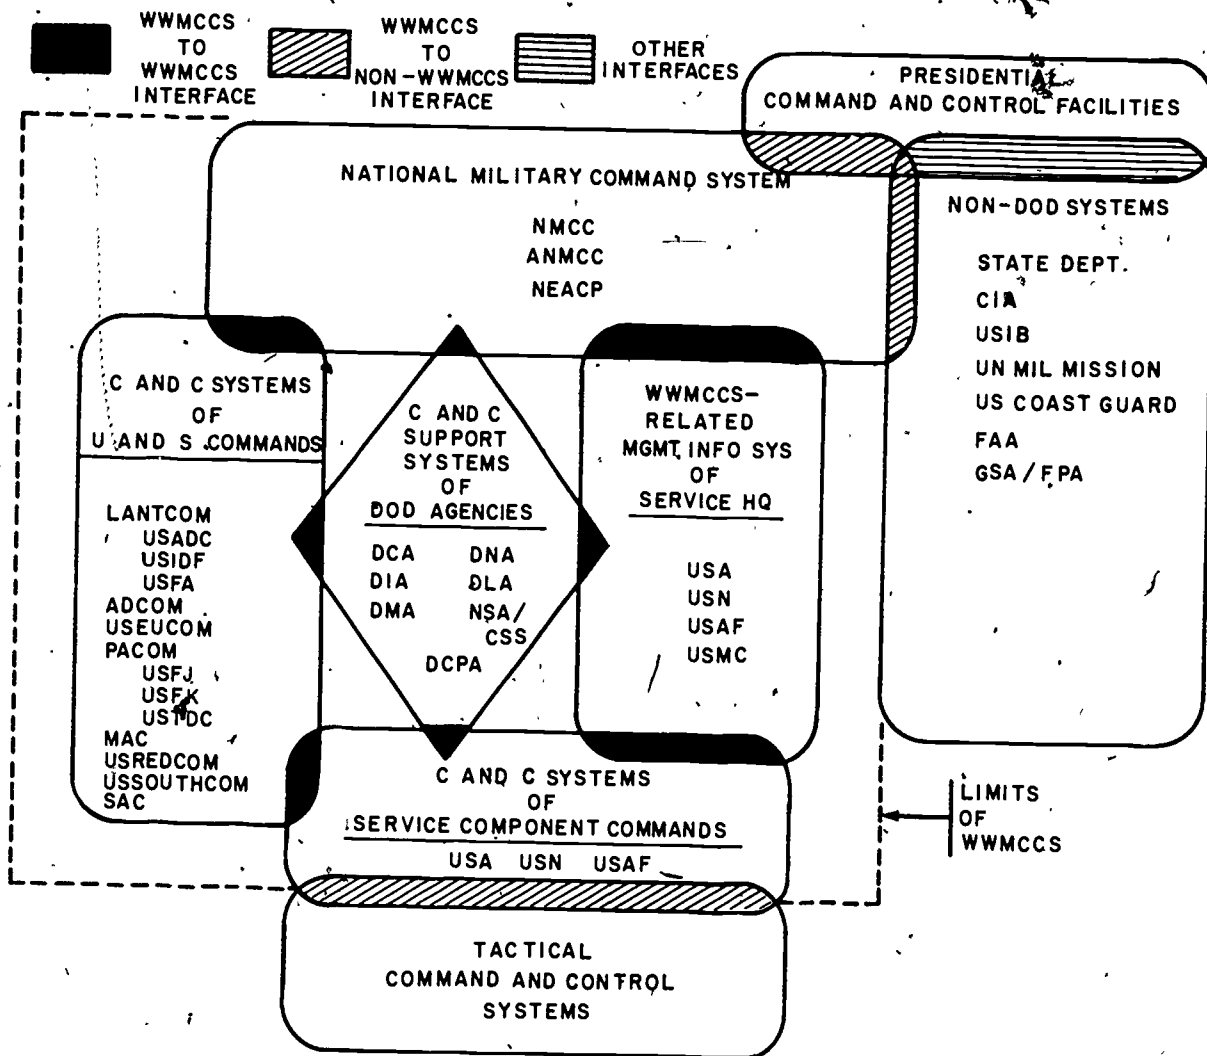 WWMCCS
TO
WWMCCS
INTERFACE
WWMCCS
TO
NON-WWMCCS
INTERFACE
OTHER
INTERFACES
PRESIDENTIAL
COMMAND AND CONTROL FACILITIES
NATIONAL MILITARY COMMAND SYSTEM
NMCC
ANMCC
NEACP
NON-DOD SYSTEMS
STATE DEPT.
CIA
USIB
UN MIL MISSION
US COAST GUARD
FAA
GSA/FPA
C AND C SYSTEMS
OF
U AND S COMMANDS
LANTCOM
USADC
USIDF
USFA
ADCOM
USEUCOM
PACOM
USFJ
USFK
USTDC
MAC
USREDCOM
USSOUTHCOM
SAC
C AND C
SUPPORT
SYSTEMS
OF
DOD AGENCIES
DCA DNA
DIA DLA
DMA NSA/
CSS
DCPA
WWMCCS-
RELATED
MGMT. INFO SYS
OF
SERVICE HQ
USA
USN
USAF
USMC
C AND C SYSTEMS
OF
SERVICE COMPONENT COMMANDS
USA USN USAF
LIMITS
OF
WWMCCS
TACTICAL
COMMAND AND CONTROL
SYSTEMS